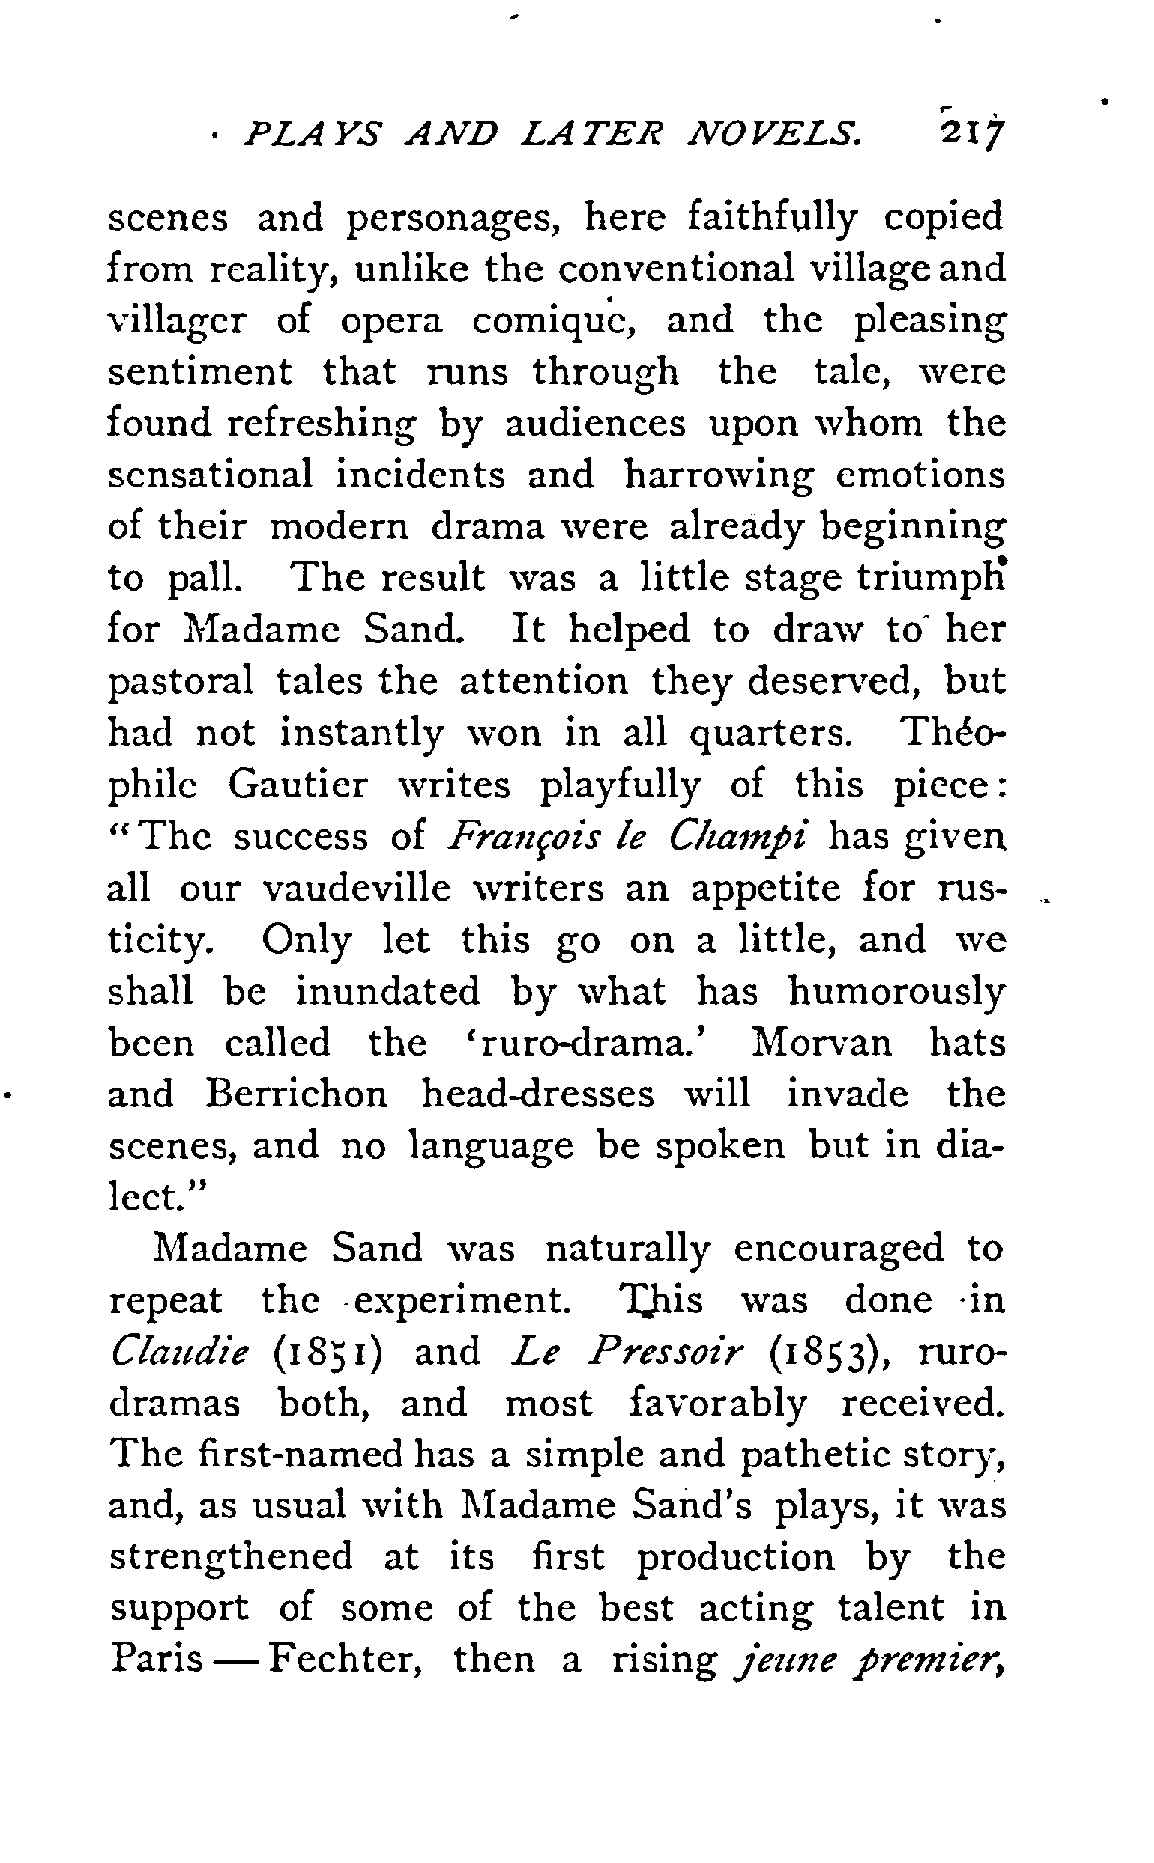 PLAYS AND LATER NOVELS. 217
scenes and personages, here faithfully copied
from reality, unlike the conventional village and
villager of opera comique, and the pleasing
sentiment that runs through the tale, were
found refreshing by audiences upon whom the
sensational incidents and harrowing emotions
of their modern drama were already beginning
to pall. The result was a little stage triumph
for Madame Sand. It helped to draw to her
pastoral tales the attention they deserved, but
had not instantly won in all quarters. Théo-
phile Gautier writes playfully of this piece:
“The success of François le Champi has given
all our vaudeville writers an appetite for rus-
ticity. Only let this go on a little, and we
shall be inundated by what has humorously
been called the ‘ruro-drama.’ Morvan hats
and Berrichon head-dresses will invade the
scenes, and no language be spoken but in dia-
lect.”
Madame Sand was naturally encouraged to
repeat the experiment. This was done in
Claudie (1851) and Le Pressoir (1853), ruro-
dramas both, and most favorably received.
The first-named has a simple and pathetic story,
and, as usual with Madame Sand's plays, it was
strengthened at its first production by the
support of some of the best acting talent in
Paris — Fechter, then a rising jeune premier,